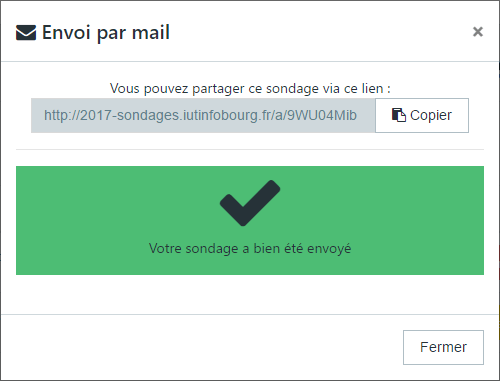 Envoi par mail
×
Vous pouvez partager ce sondage via ce lien :
http://2017-sondages.iutinfobourg.fr/a/9WU04Mib
Copier
Votre sondage a bien été envoyé
Fermer